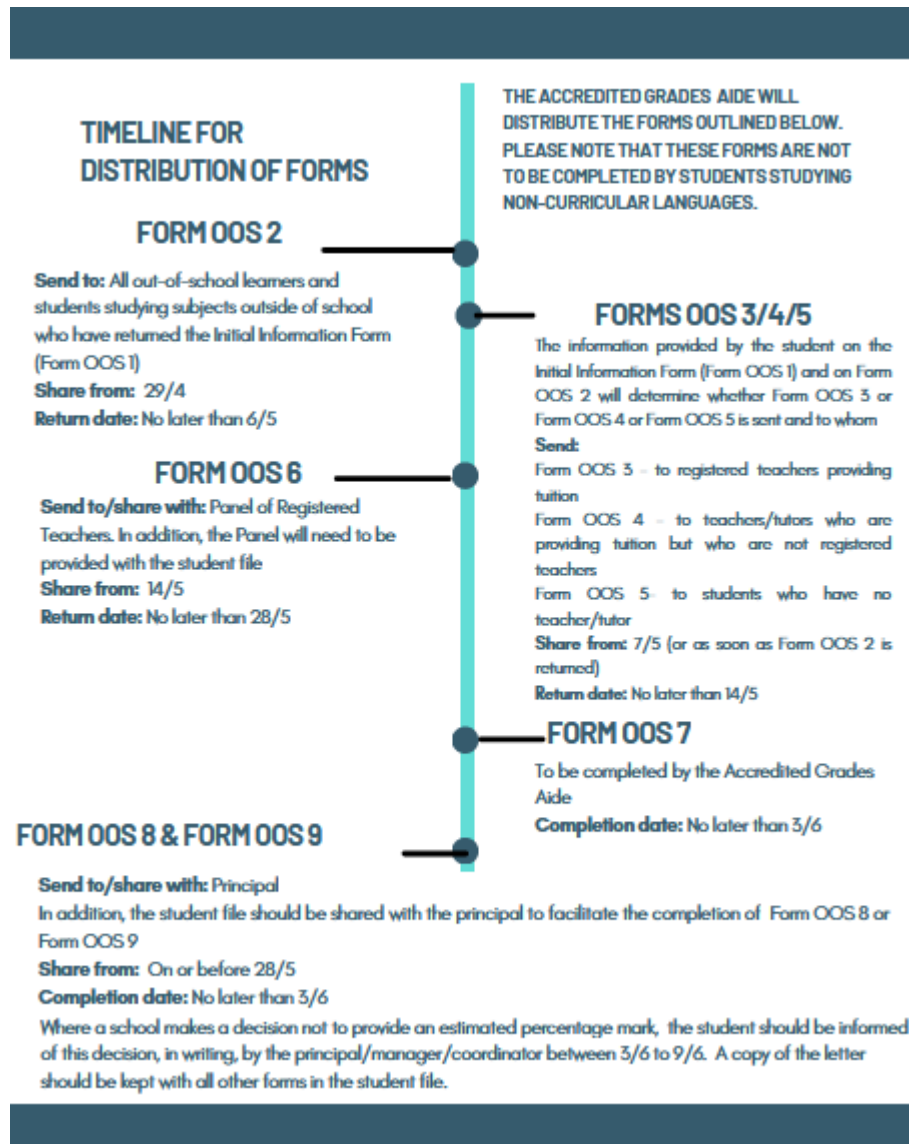 TIMELINE FOR
DISTRIBUTION OF FORMS
THE ACCREDITED GRADES AIDE WILL
DISTRIBUTE THE FORMS OUTLINED BELOW.
PLEASE NOTE THAT THESE FORMS ARE NOT
TO BE COMPLETED BY STUDENTS STUDYING
NON-CURRICULAR LANGUAGES.
FORM OOS 2
Send to: All out-of-school learners and
students studying subjects outside of school
who have returned the Initial Information Form
(Form OOS 1)
Share from: 29/4
Return date: No later than 6/5
FORMS OOS 3/4/5
The information provided by the student on the
Initial Information Form (Form OOS 1) and on Form
OOS 2 will determine whether Form OOS 3 or
Form OOS 4 or Form OOS 5 is sent and to whom
Send:
Form OOS 3 - to registered teachers providing
tuition
Form OOS 4 - to teachers/tutors who are
providing tuition but who are not registered
teachers
Form OOS 5- to students who have no
teacher/tutor
Share from: 7/5 (or as soon as Form OOS 2 is
returned)
Return date: No later than 14/5
FORM OOS 6
Send to/share with: Panel of Registered
Teachers. In addition, the Panel will need to be
provided with the student file
Share from: 14/5
Return date: No later than 28/5
FORM OOS 7
To be completed by the Accredited Grades
Aide
Completion date: No later than 3/6
FORM OOS 8 & FORM OOS 9
Send to/share with: Principal
In addition, the student file should be shared with the principal to facilitate the completion of Form OOS 8 or
Form OOS 9
Share from: On or before 28/5
Completion date: No later than 3/6
Where a school makes a decision not to provide an estimated percentage mark, the student should be informed
of this decision, in writing, by the principal/manager/coordinator between 3/6 to 9/6. A copy of the letter
should be kept with all other forms in the student file.